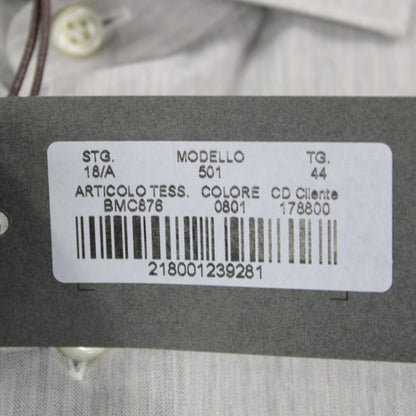 STG. MODELLO TG.
18/A 501 44
ARTICOLO TESS. COLORE CD Cliente
BMC876 0801 178800
218001239281